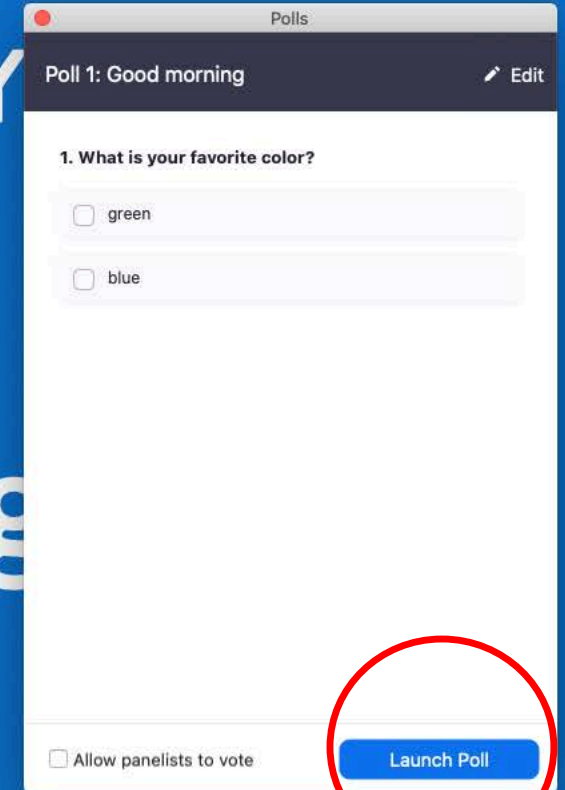 Polls
Poll 1: Good morning
Edit
1. What is your favorite color?
green
blue
Allow panelists to vote
Launch Poll